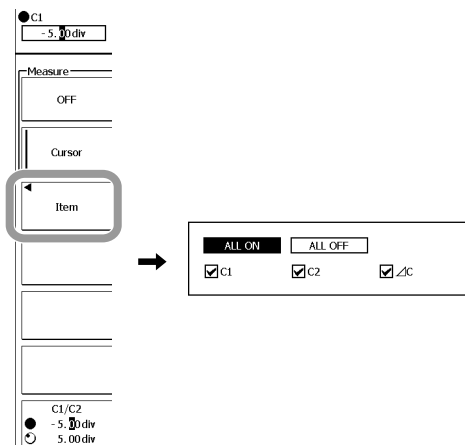 C1
-5.00div
Measure
OFF
Cursor
Item
ALL ON ALL OFF
C1 C2 ⊿C
C1/C2
-5.00div
5.00div